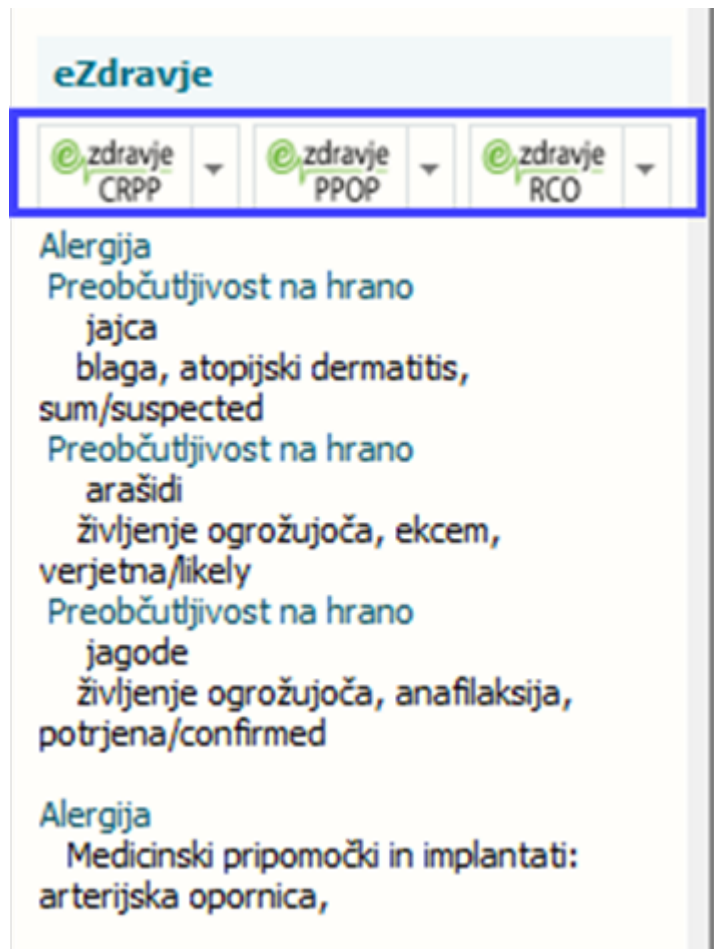 eZdravje
e zdravje CRPP
e zdravje PPOP
e zdravje RCO
Alergija
Preobčutljivost na hrano
jajca
blaga, atopijski dermatitis,
sum/suspected
Preobčutljivost na hrano
arašidi
življenje ogrožujoča, ekcem,
verjetna/likely
Preobčutljivost na hrano
jagode
življenje ogrožujoča, anafilaksija,
potrjena/confirmed
Alergija
Medicinski pripomočki in implantati:
arterijska opornica,